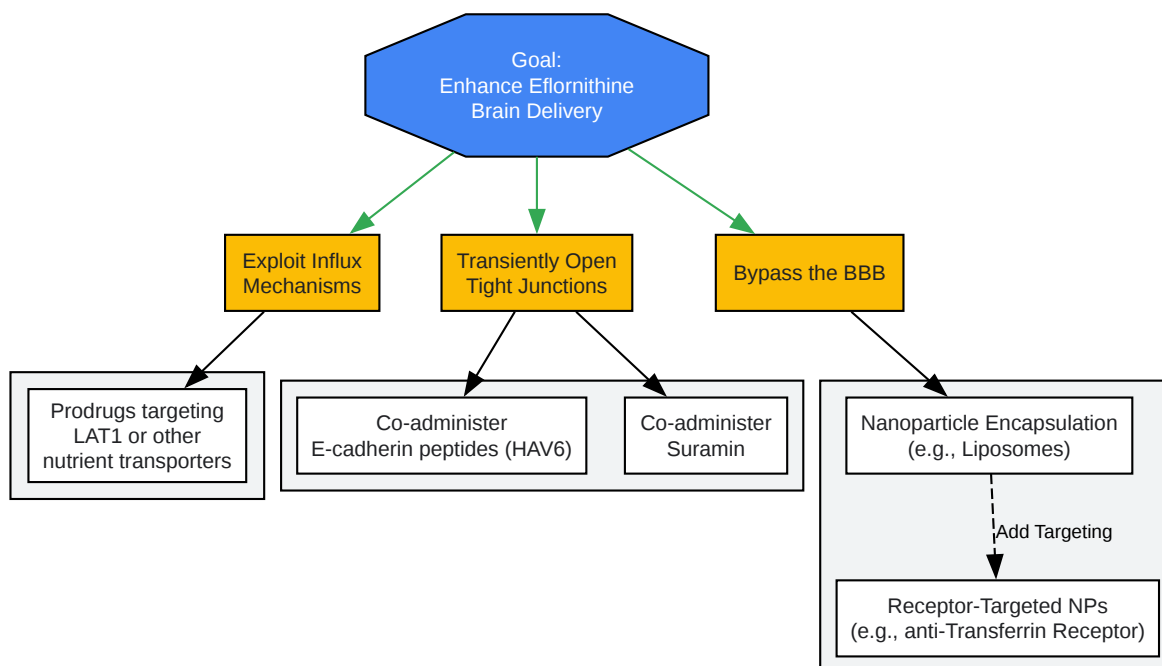 Goal:
Enhance Eflornithine
Brain Delivery
Exploit Influx
Mechanisms
Transiently Open
Tight Junctions
Bypass the BBB
Prodrugs targeting
LAT1 or other
nutrient transporters
Co-administer
E-cadherin peptides (HAV6)
Co-administer
Suramin
Nanoparticle Encapsulation
(e.g., Liposomes)
Add Targeting
Receptor-Targeted NPs
(e.g., anti-Transferrin Receptor)